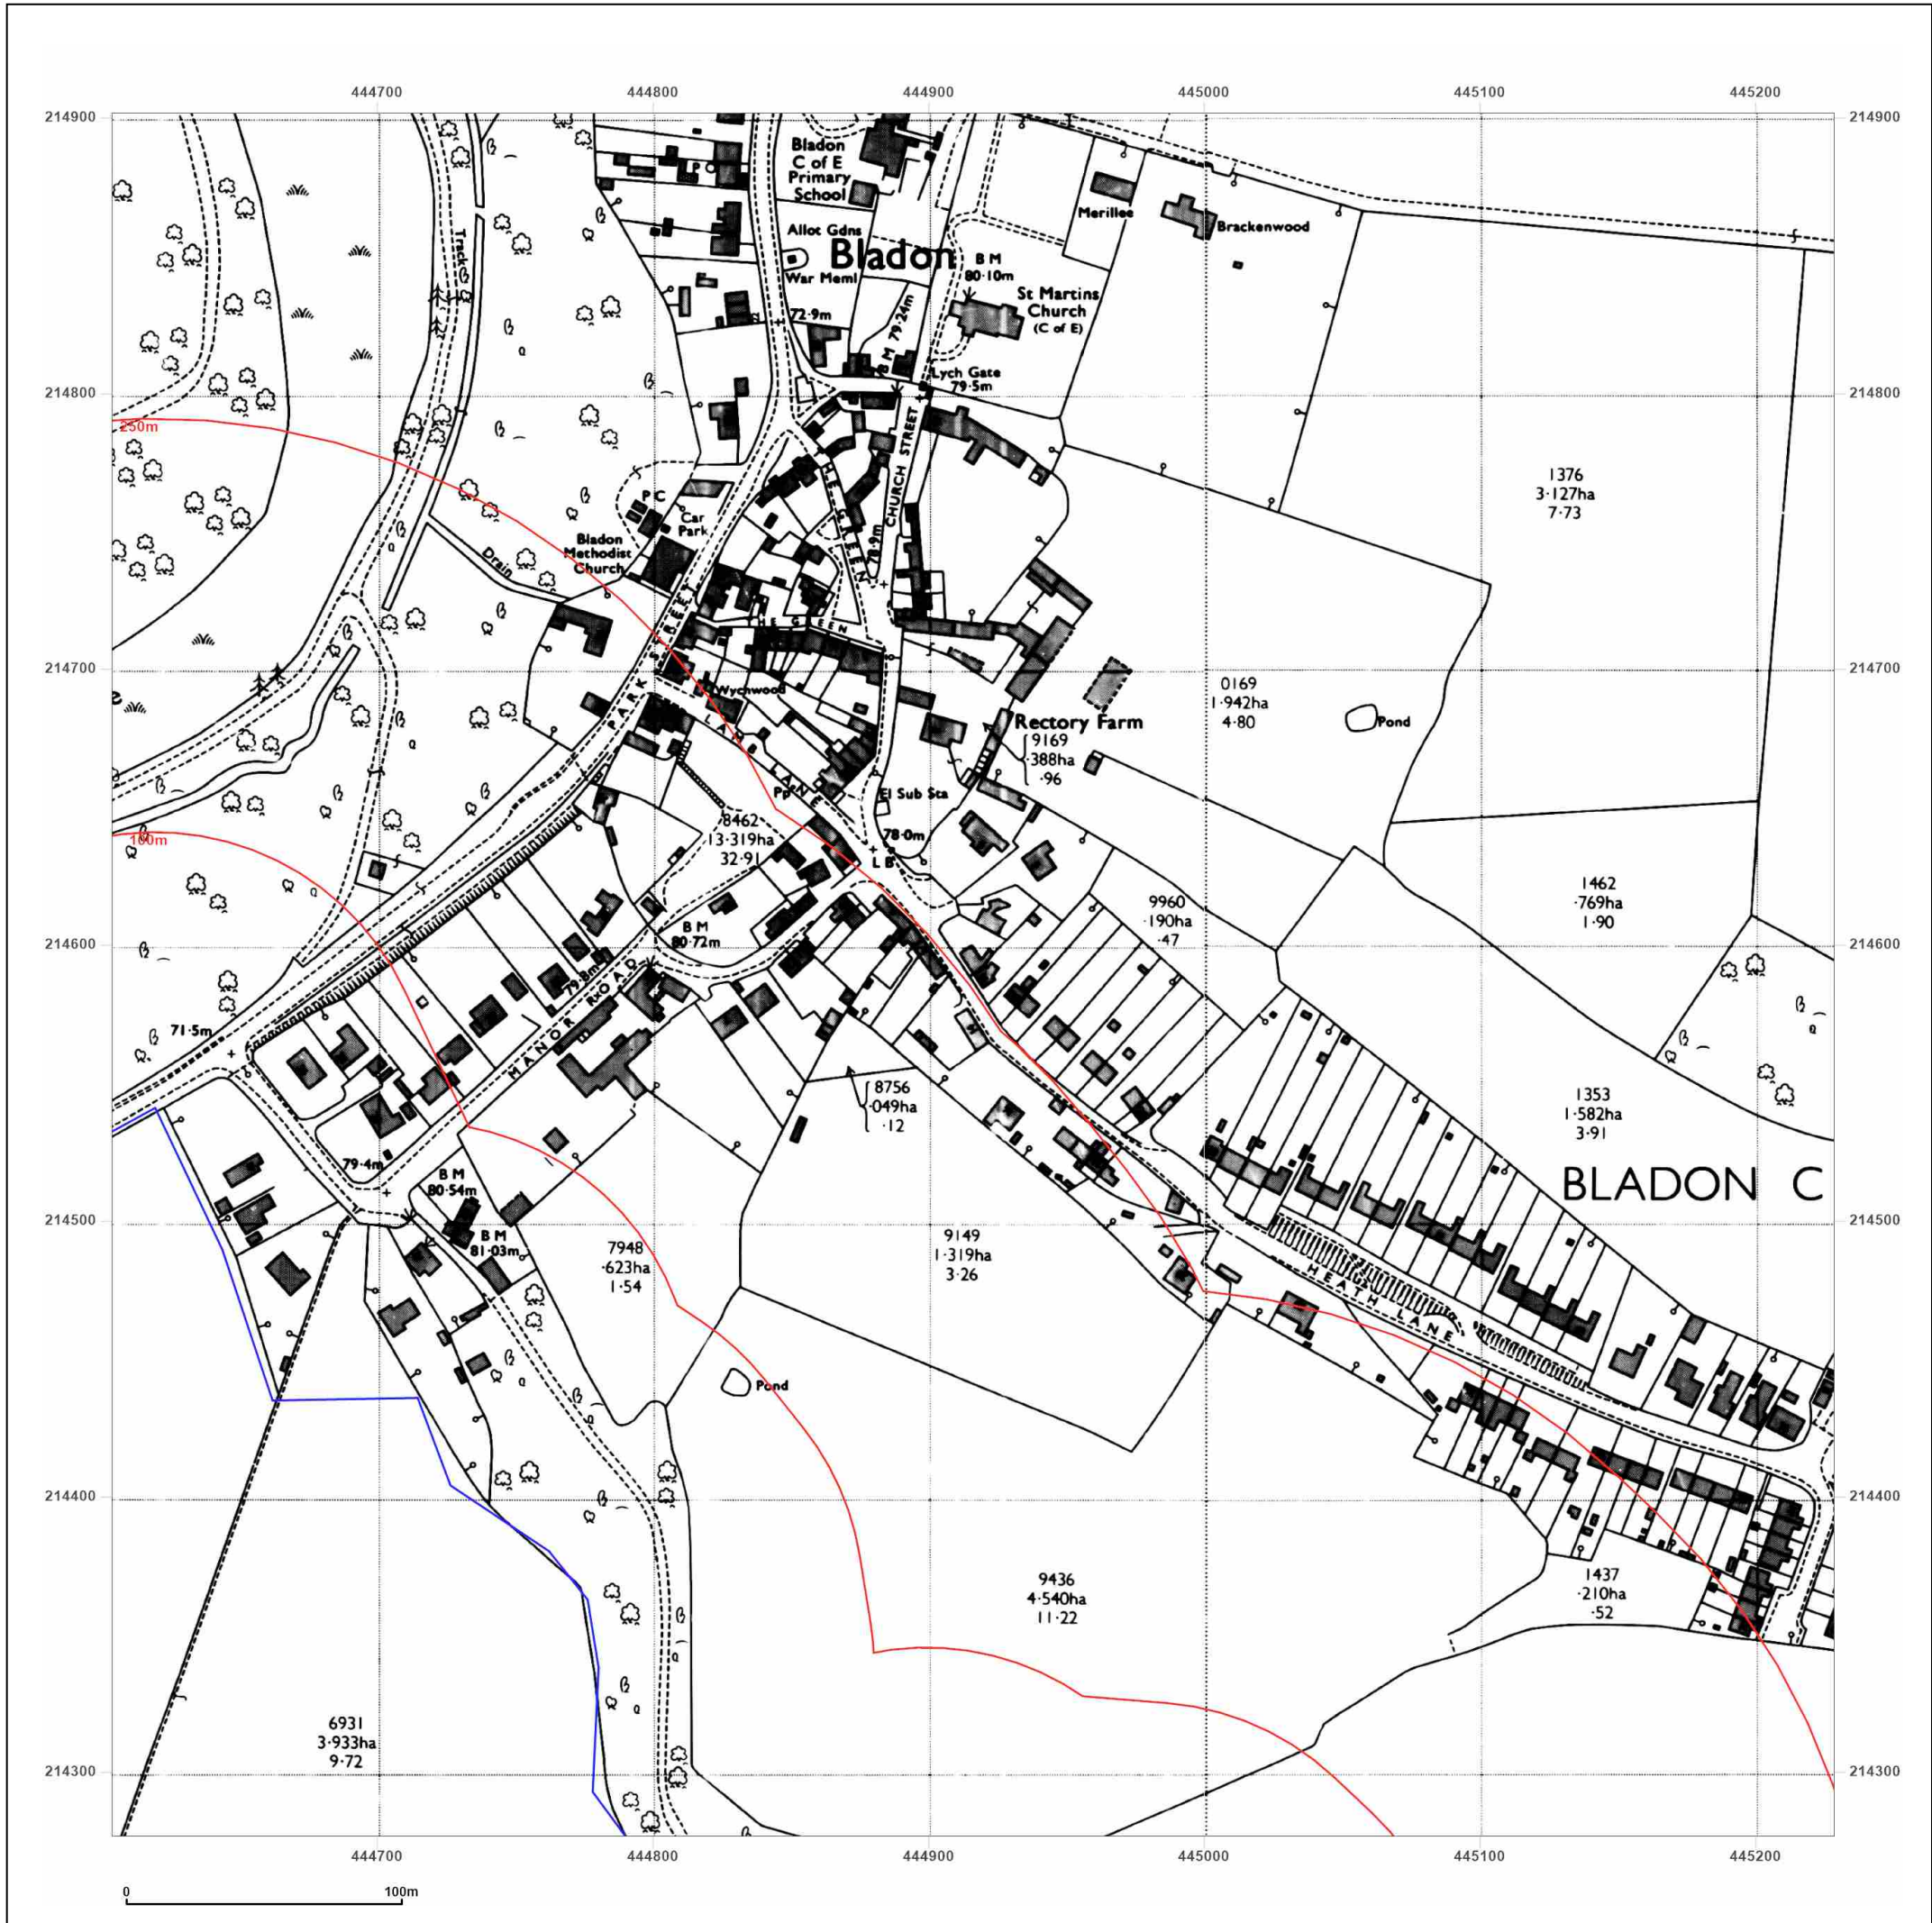 444700 444800 444900 445000 445100 445200
214900 214900
Bladon
C of E
Primary
School
P O
Merillee
Brackenwood
Allot Gdns
Bladon
War Meml
B M
80·10m
St Martins
Church
(C of E)
Track
72·9m
B M 79·24m
Lych Gate
79·5m
214800 214800
250m
CHURCH STREET
THE GREEN
78·9m
P C
Car
Park
Bladon
Methodist
Church
Drain
1376
3·127ha
7·73
THE GREEN
PARK STREET
214700 214700
Wychwood
LAMB LANE
Rectory Farm
9169
·388ha
·96
0169
1·942ha
4·80
Pond
El Sub Sta
78·0m
L B
8462
13·319ha
32·91
100m
1462
·769ha
1·90
9960
·190ha
·47
214600 214600
B M
80·72m
79·8m
MANOR ROAD
71·5m
8756
·049ha
·12
1353
1·582ha
3·91
BLADON C
79·4m
B M
80·54m
B M
81·03m
214500 214500
7948
·623ha
1·54
9149
1·319ha
3·26
HEATH LANE
Pond
214400 214400
9436
4·540ha
11·22
1437
·210ha
·52
6931
3·933ha
9·72
214300 214300
444700 444800 444900 445000 445100 445200
0 100m